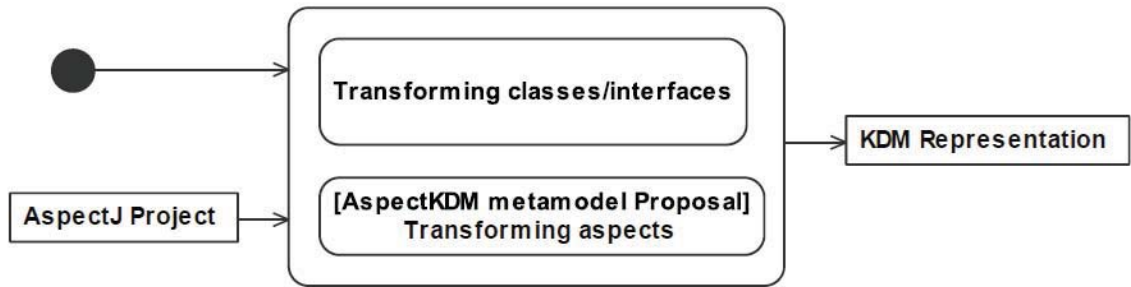 Transforming classes/interfaces
KDM Representation
[AspectKDM metamodel Proposal]
Transforming aspects
AspectJ Project